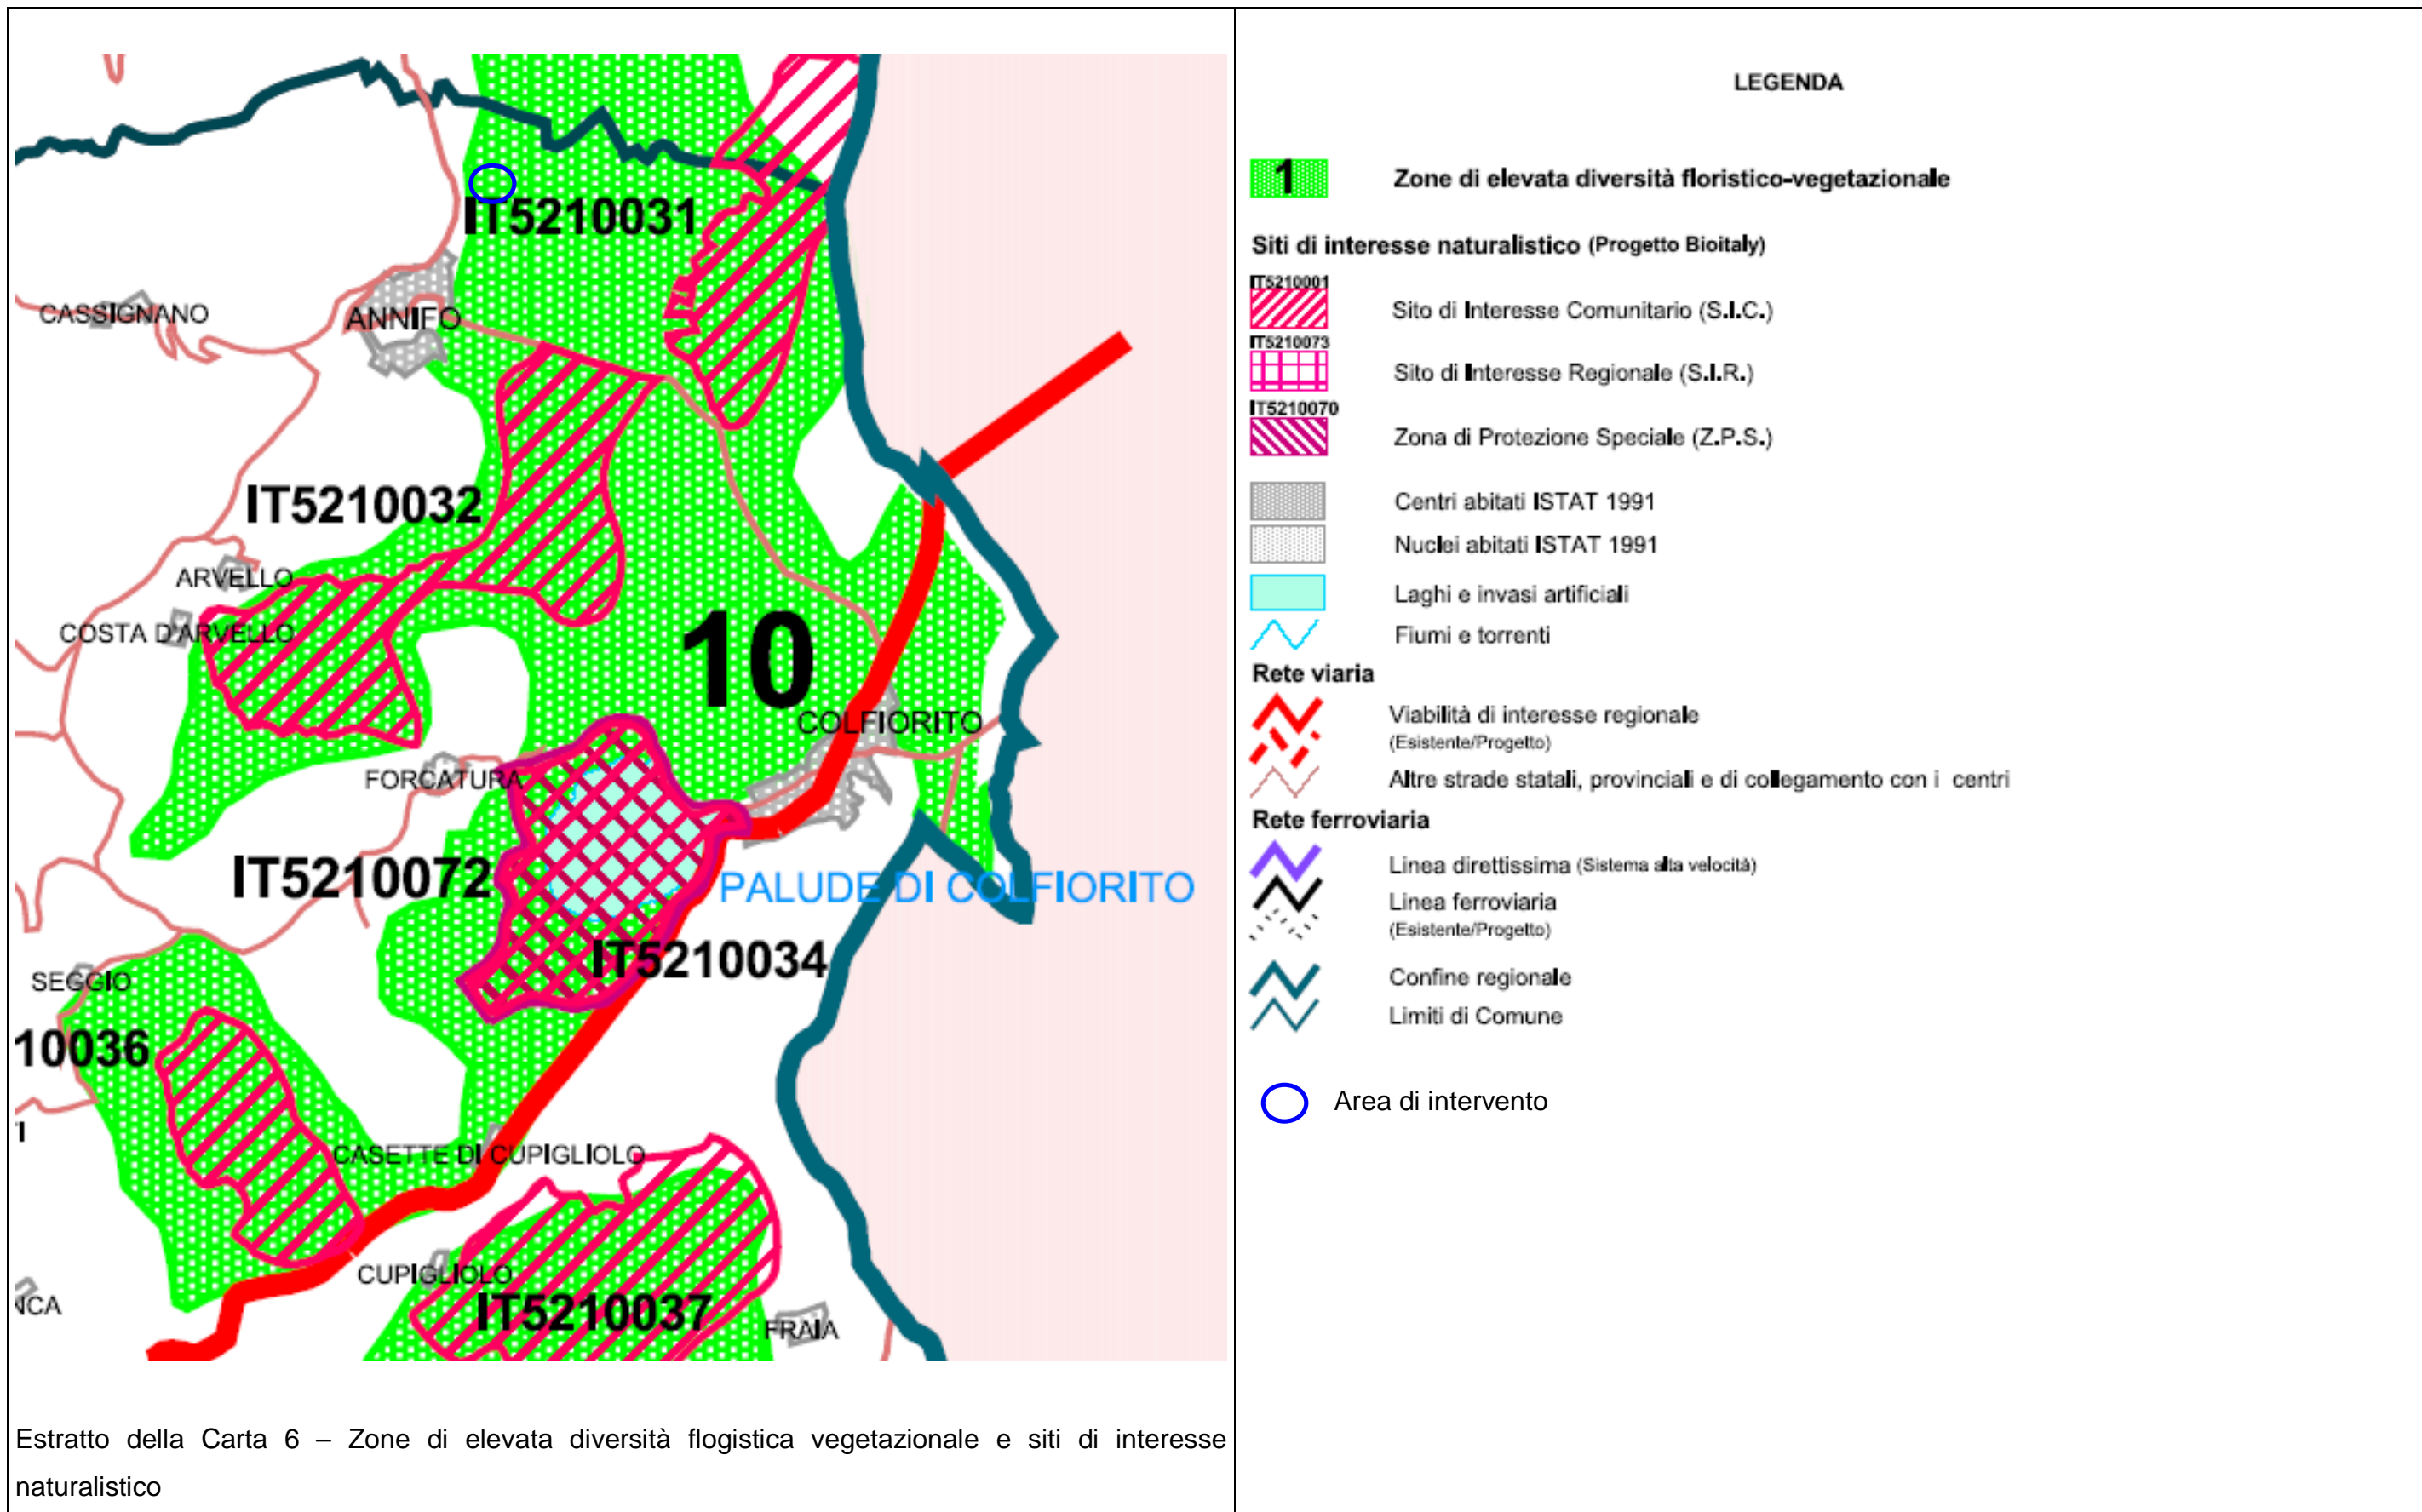 IT5210031
CASSIGNANO
ANNIFO
IT5210032
ARVELLO
COSTA D'ARVELLO
10
COLFIORITO
FORCATURA
IT5210072
PALUDE DI COLFIORITO
IT5210034
SEGGIO
10036
CASETTE DI CUPIGLIOLO
CUPIGLIOLO
IT5210037
FRAIA
Estratto della Carta 6 – Zone di elevata diversità flogistica vegetazionale e siti di interesse
naturalistico
LEGENDA
1 Zone di elevata diversità floristico-vegetazionale
Siti di interesse naturalistico (Progetto Bioitaly)
IT5210001
Sito di Interesse Comunitario (S.I.C.)
IT5210073
Sito di Interesse Regionale (S.I.R.)
IT5210070
Zona di Protezione Speciale (Z.P.S.)
Centri abitati ISTAT 1991
Nuclei abitati ISTAT 1991
Laghi e invasi artificiali
Fiumi e torrenti
Rete viaria
Viabilità di interesse regionale
(Esistente/Progetto)
Altre strade statali, provinciali e di collegamento con i centri
Rete ferroviaria
Linea direttissima (Sistema alta velocità)
Linea ferroviaria
(Esistente/Progetto)
Confine regionale
Limiti di Comune
Area di intervento